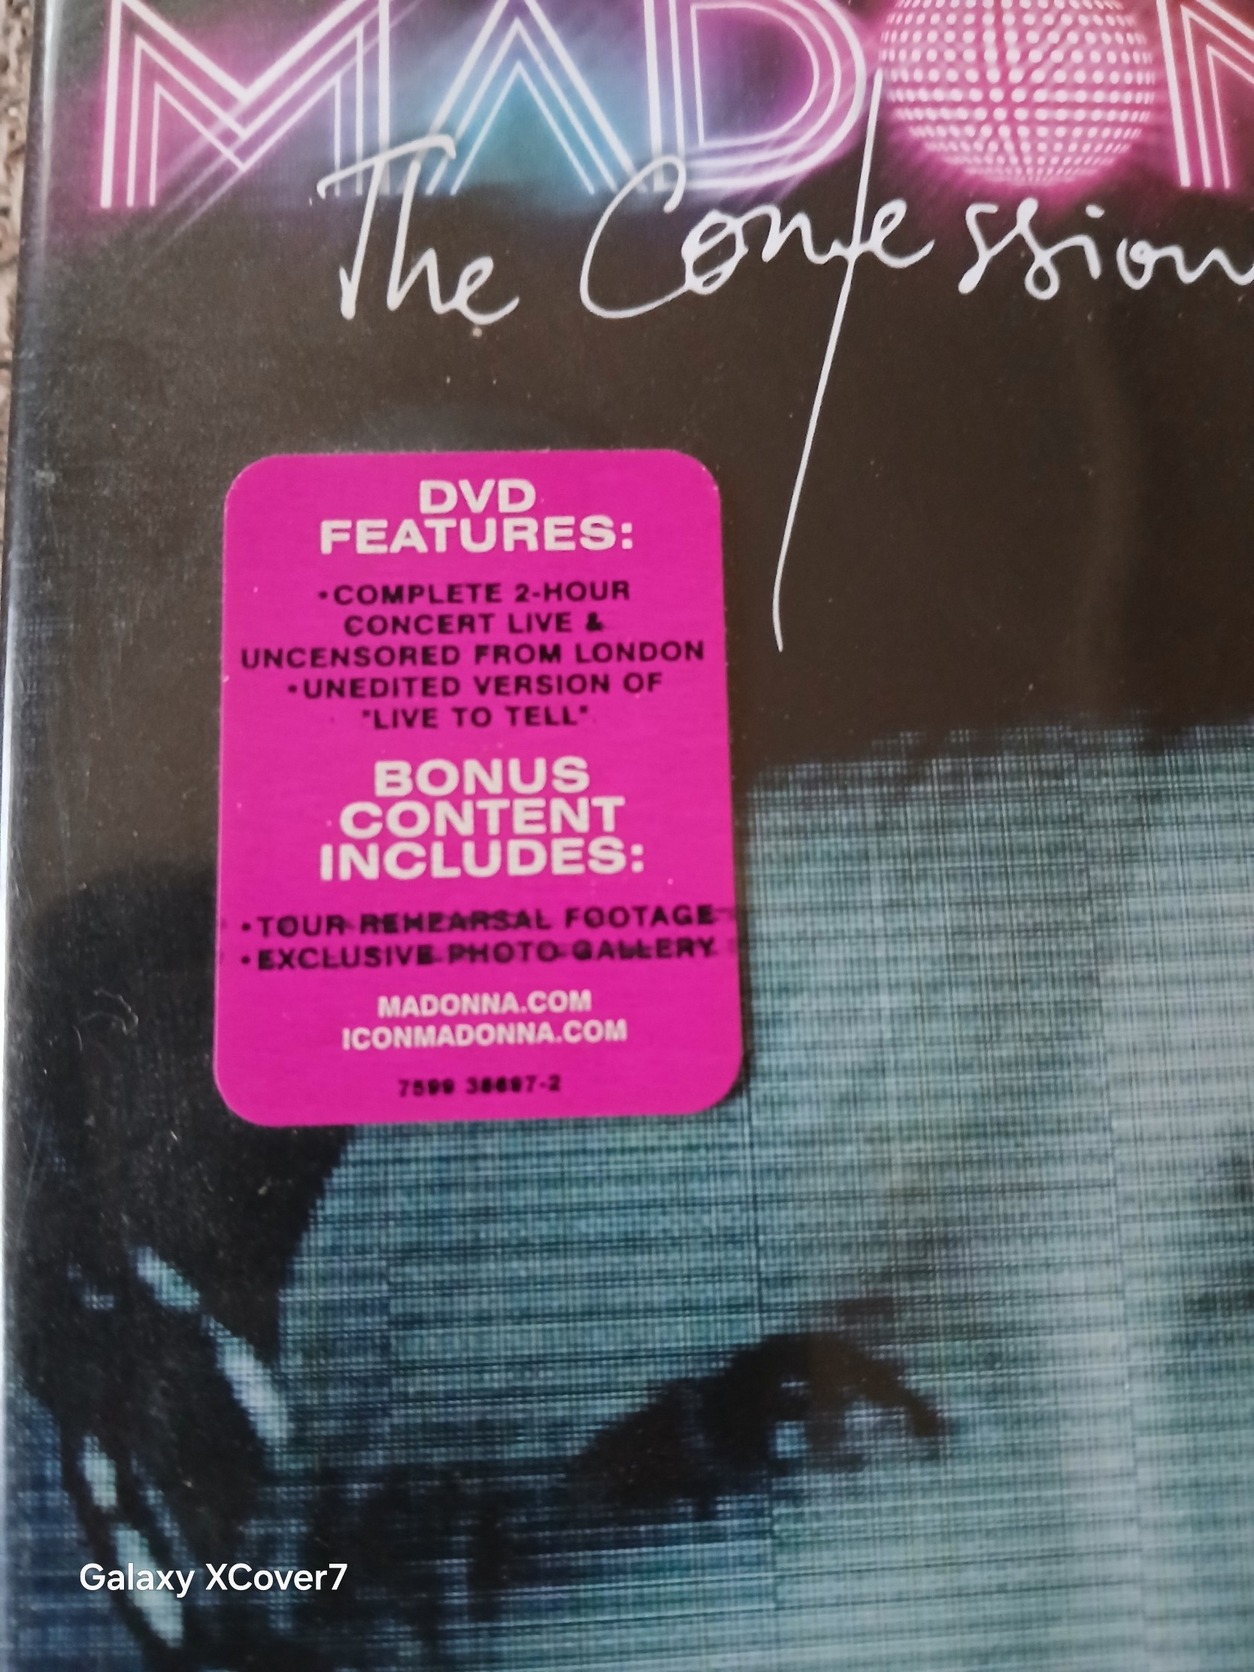 MADON
The Confession
DVD
FEATURES:
•COMPLETE 2-HOUR
CONCERT LIVE &
UNCENSORED FROM LONDON
•UNEDITED VERSION OF
"LIVE TO TELL"
BONUS
CONTENT
INCLUDES:
•TOUR REHEARSAL FOOTAGE
•EXCLUSIVE PHOTO GALLERY
MADONNA.COM
ICONMADONNA.COM
Galaxy XCover7